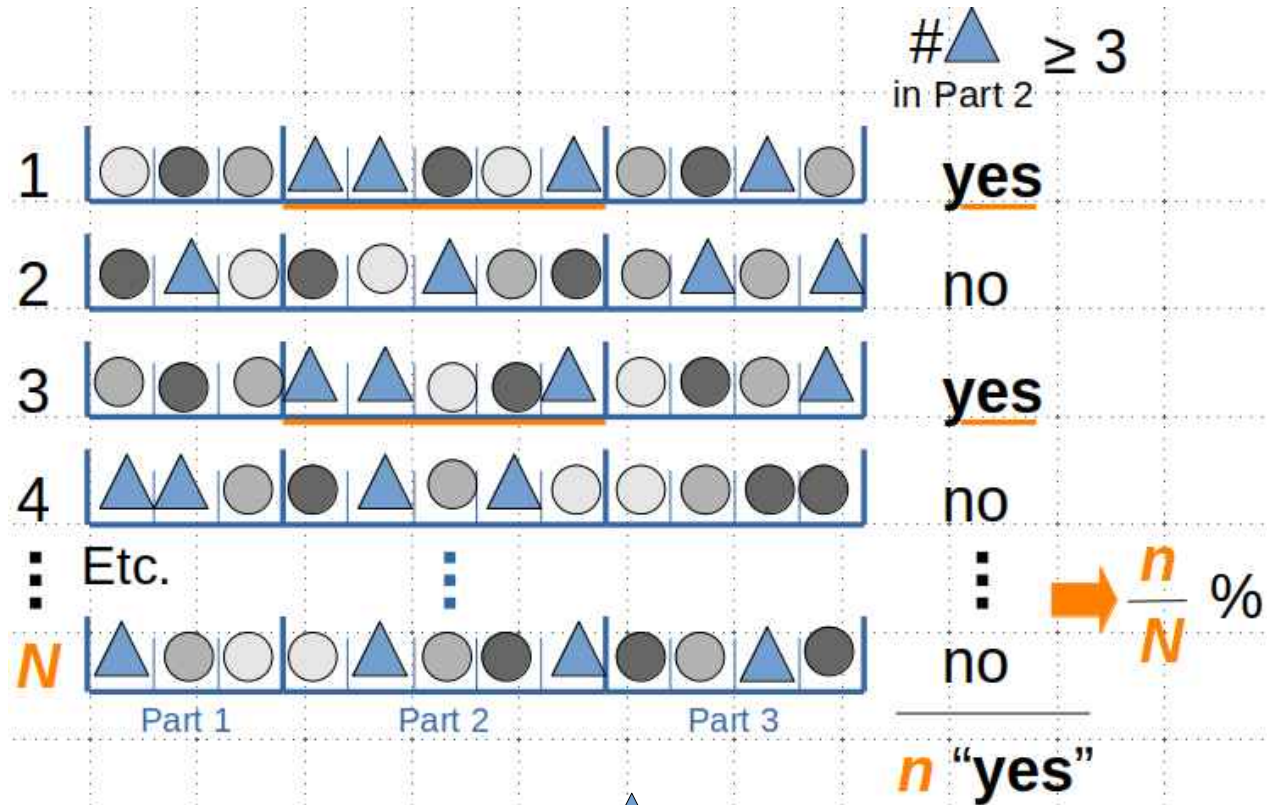 # ≥ 3
in Part 2
1 yes
2 no
3 yes
4 no
Etc.
n
N %
N no
Part 1 Part 2 Part 3
n “yes”